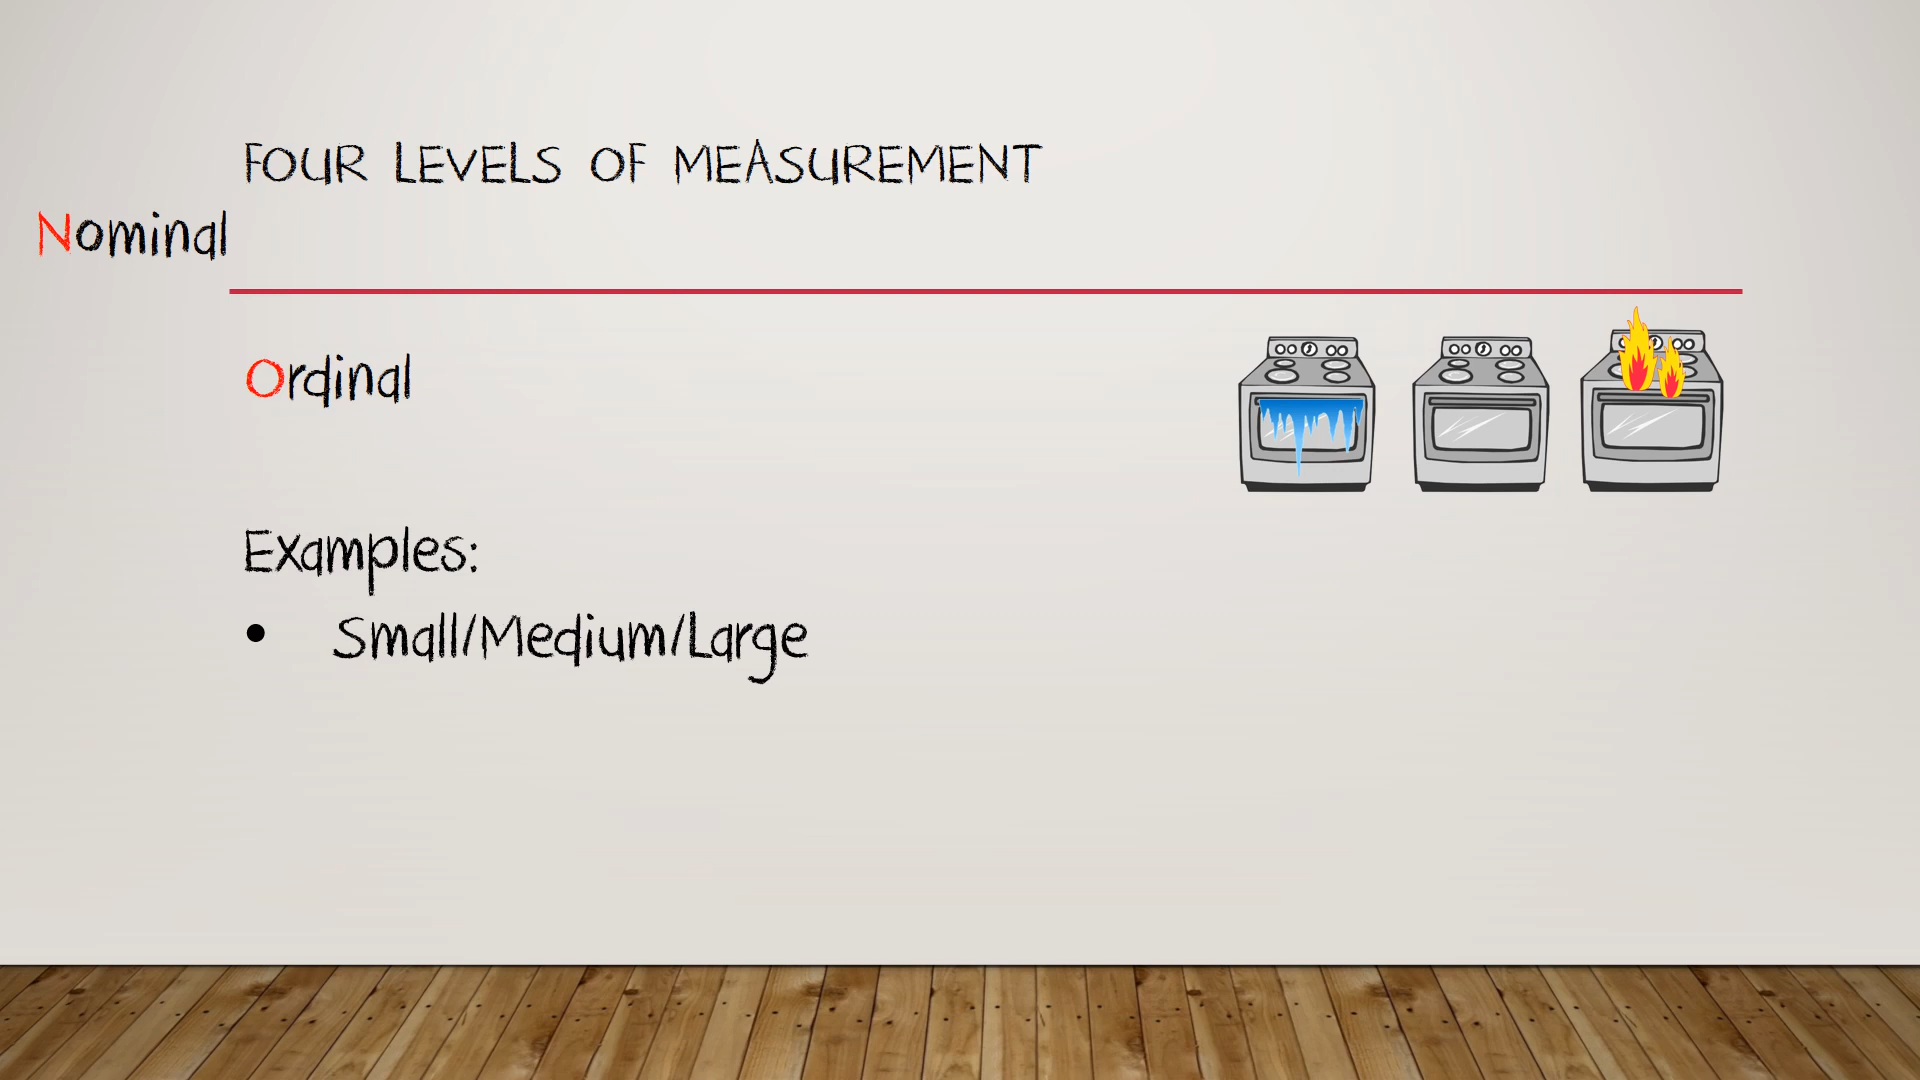 FOUR LEVELS OF MEASUREMENT
Nominal
Ordinal
Examples:
• Small/Medium/Large